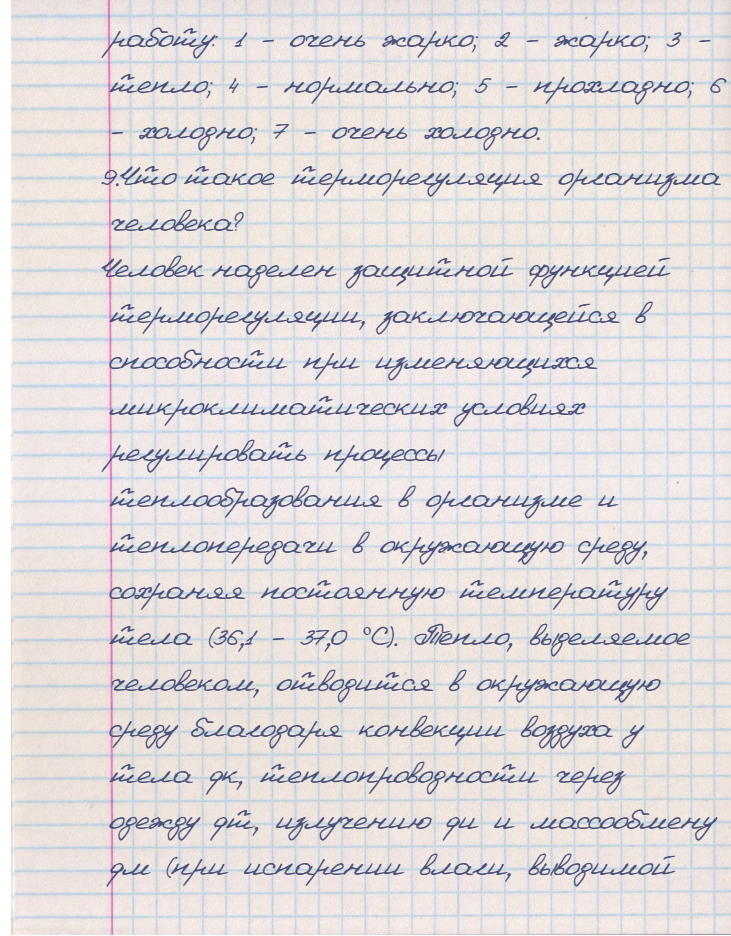 работу: 1 – очень жарко; 2 – жарко; 3 –
тепло; 4 – нормально; 5 – прохладно; 6
– холодно; 7 – очень холодно.
9.Что такое терморегуляция организма
человека?
Человек наделен защитной функцией
терморегуляции, заключающейся в
способности при изменяющихся
микроклиматических условиях
регулировать процессы
теплообразования в организме и
теплопередачи в окружающую среду,
сохраняя постоянную температуру
тела (36,1 – 37,0 °С). Тепло, выделяемое
человеком, отводится в окружающую
среду благодаря конвекции воздуха у
тела qк, теплопроводности через
одежду qт, излучению qи и массообмену
qм (при испарении влаги, выводимой